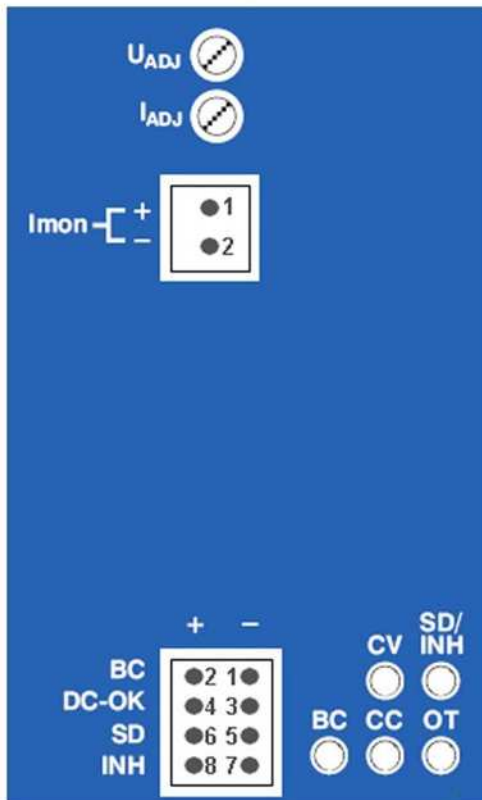 UADJ
IADJ
Imon + 1
- 2
+ -
BC 2 1
DC-OK 4 3
SD 6 5
INH 8 7
CV SD/
INH
BC CC OT